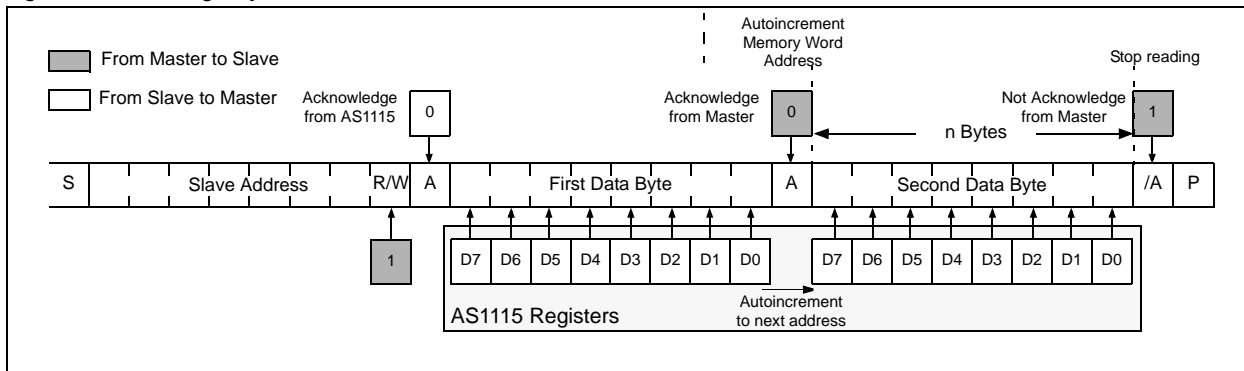 Autoincrement
Memory Word
Address
From Master to Slave
Stop reading
From Slave to Master
Acknowledge
from AS1115
0
Acknowledge
from Master
0
Not Acknowledge
from Master
1
n Bytes
S Slave Address R/W A First Data Byte A Second Data Byte /A P
1
D7 D6 D5 D4 D3 D2 D1 D0 D7 D6 D5 D4 D3 D2 D1 D0
Autoincrement
to next address
AS1115 Registers